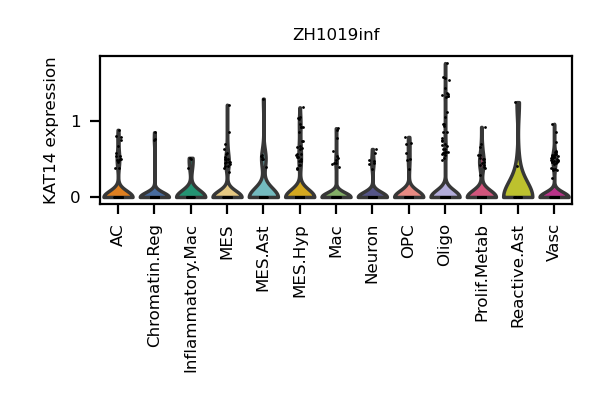 ZH1019inf
KAT14 expression
1
0
AC
Chromatin.Reg
Inflammatory.Mac
MES
MES.Ast
MES.Hyp
Mac
Neuron
OPC
Oligo
Prolif.Metab
Reactive.Ast
Vasc